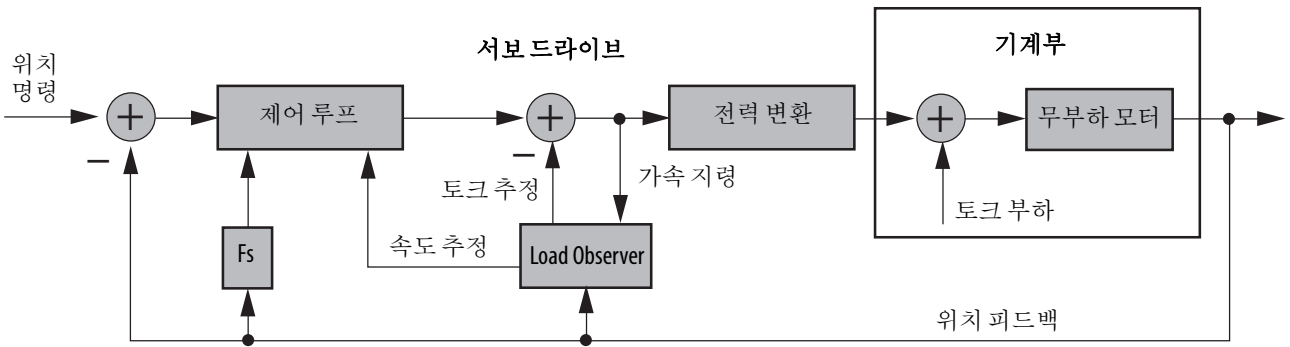 서보 드라이브
기계부
위치
명령
+
제어 루프
+
전력 변환
+
무부하 모터
−
−
토크 추정
가속 지령
토크 부하
Fs
속도 추정
Load Observer
위치 피드백